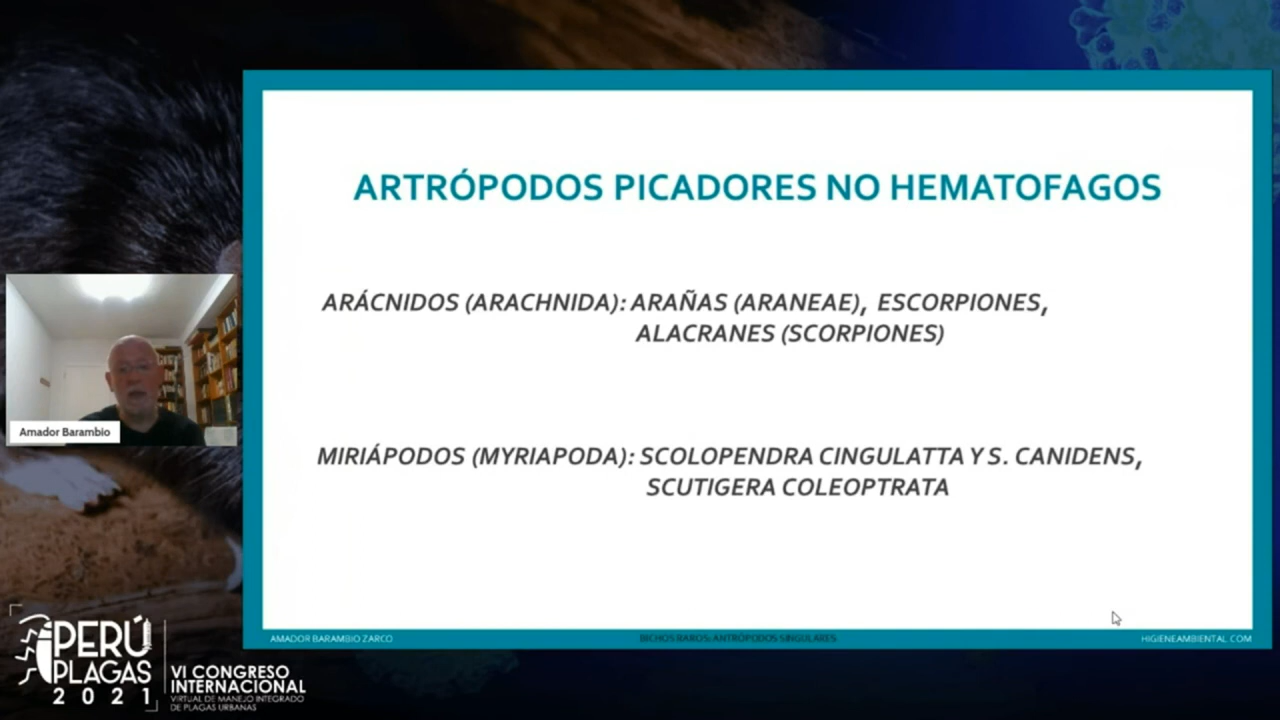 ARTRÓPODOS PICADORES NO HEMATOFAGOS
ARÁCNIDOS (ARACHNIDA): ARAÑAS (ARANEAE), ESCORPIONES,
ALACRANES (SCORPIONES)
MIRIÁPODOS (MYRIAPODA): SCOLOPENDRA CINGULATTA Y S. CANIDENS,
SCUTIGERA COLEOPTRATA
Amador Barambio
AMADOR BARAMBIO ZARCO
BICHOS RAROS: ANTRÓPODOS SINGULARES
HIGIENEAMBIENTAL.COM
PERÚ
PLAGAS
2021
VI CONGRESO
INTERNACIONAL
VIRTUAL DE MANEJO INTEGRADO
DE PLAGAS URBANAS